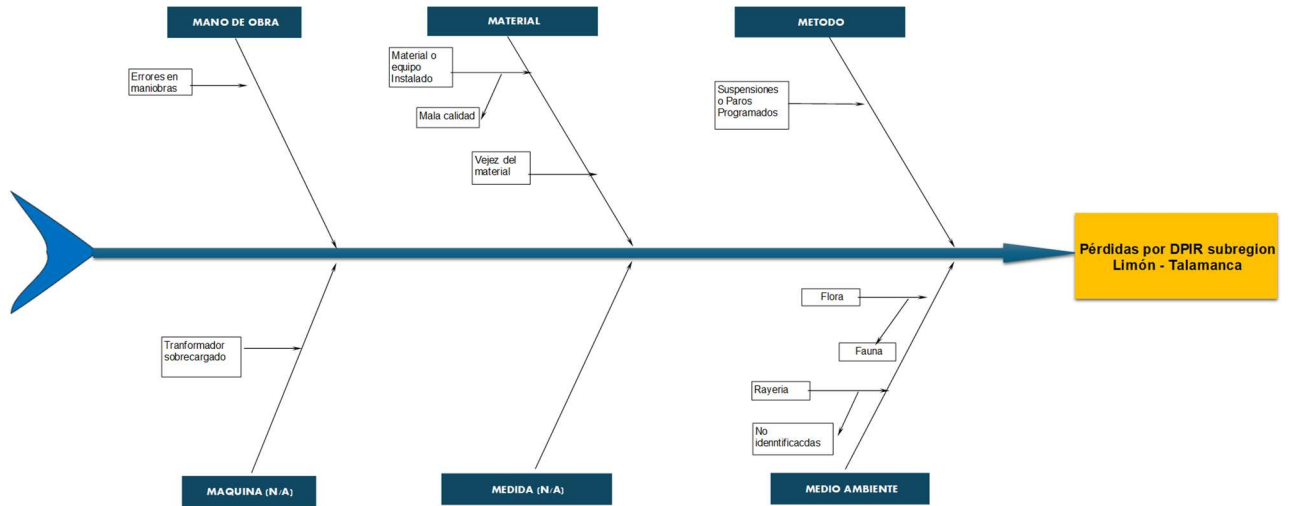 MANO DE OBRA
MATERIAL
METODO
Errores en
maniobras
Material o
equipo
Instalado
Mala calidad
Vejez del
material
Suspensiones
o Paros
Programados
Pérdidas por DPIR subregion
Limón - Talamanca
Tranformador
sobrecargado
Flora
Fauna
Rayeria
No
idenntificacdas
MAQUINA (N/A)
MEDIDA (N/A)
MEDIO AMBIENTE